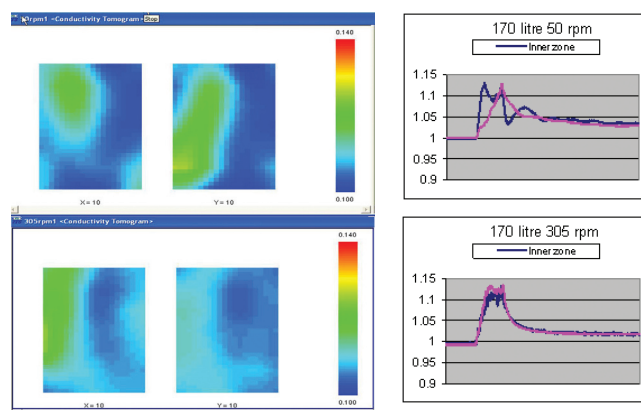 rpm1 <Conductivity Tomogram> Stop
0.140
0.100
X= 10
Y= 10
305rpm1 <Conductivity Tomogram>
0.140
0.100
X= 10
Y= 10
170 litre 50 rpm
Innerzone
1.15
1.1
1.05
1
0.95
0.9
170 litre 305 rpm
Innerzone
1.15
1.1
1.05
1
0.95
0.9